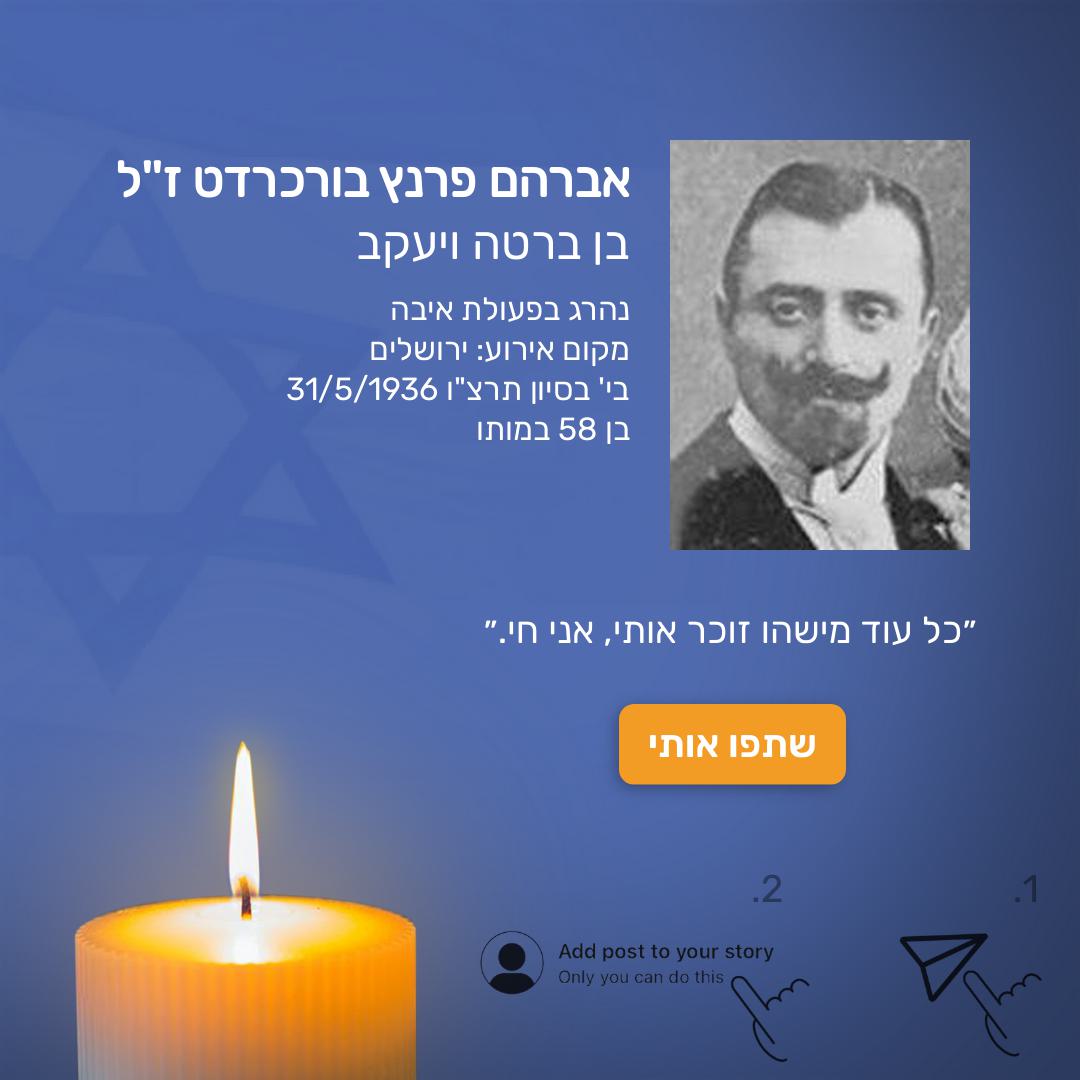 אברהם פרנץ בורכרדט ז"ל
בן ברטה ויעקב
נהרג בפעולת איבה
מקום אירוע: ירושלים
בי' בסיון תרצ"ו 31/5/1936
בן 58 במותו
״כל עוד מישהו זוכר אותי, אני חי.״
שתפו אותי
1.
2.
Add post to your story
Only you can do this